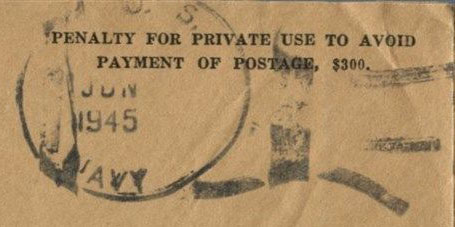 U. S.
PENALTY FOR PRIVATE USE TO AVOID
PAYMENT OF POSTAGE, $300.
JUN
1945
NAVY